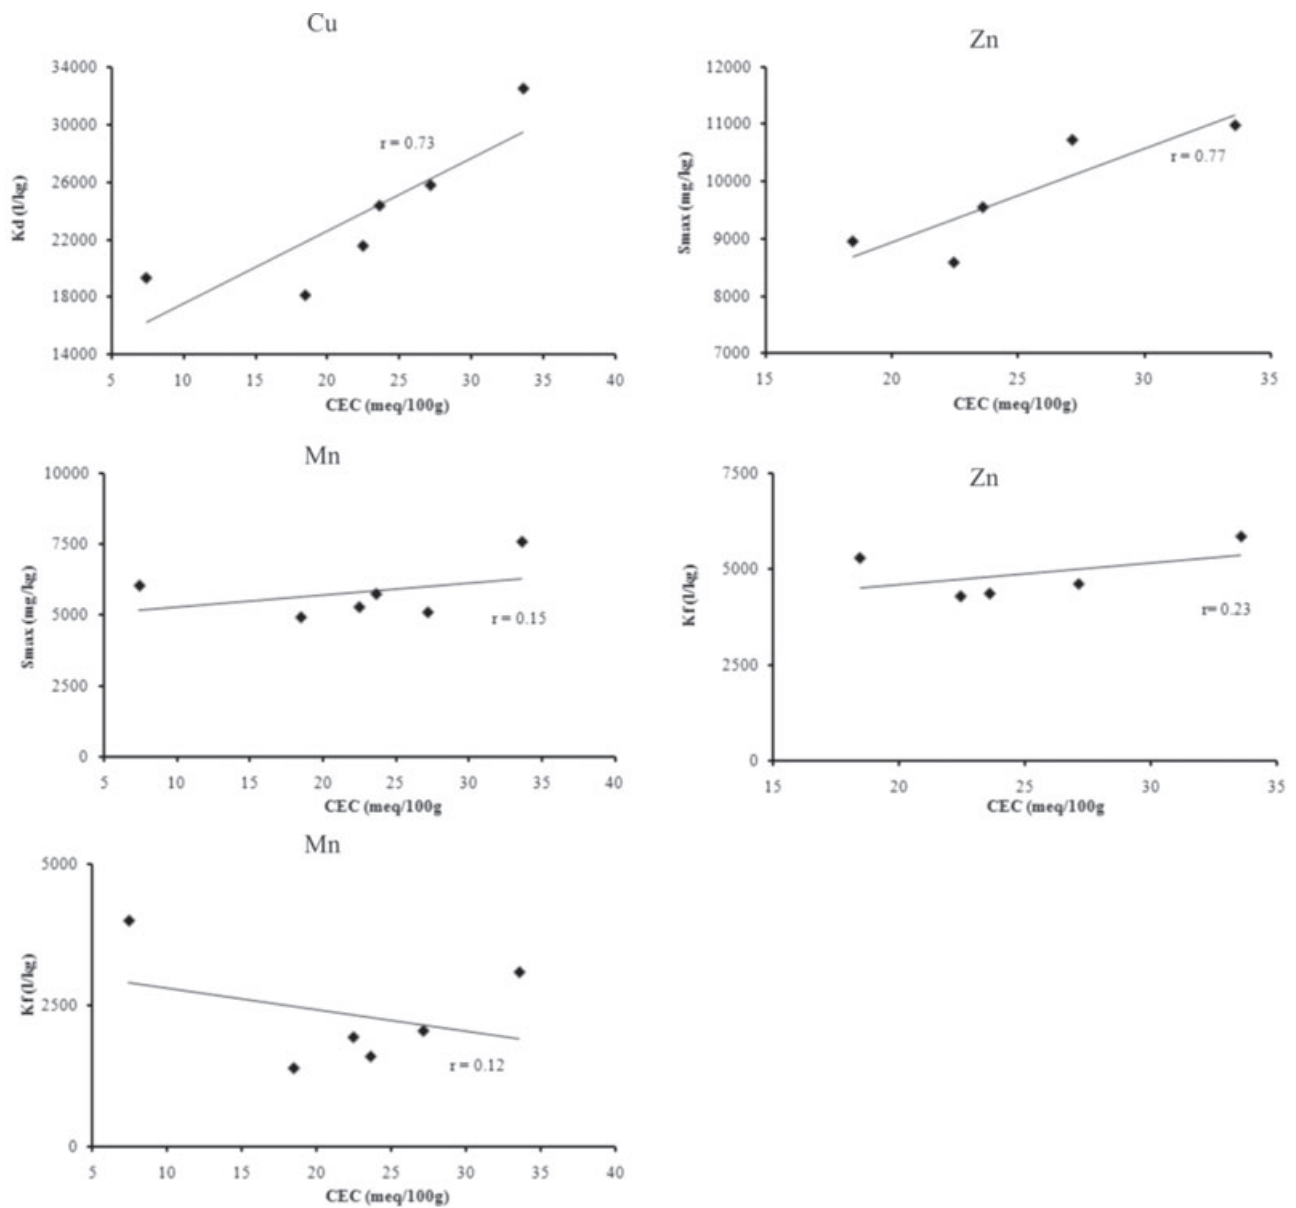 Cu
34000
30000
26000
22000
18000
14000
Kd (l/kg)
r = 0.73
5 10 15 20 25 30 35 40
CEC (meq/100g)
Zn
12000
11000
10000
9000
8000
7000
Smax (mg/kg)
r = 0.77
15 20 25 30 35
CEC (meq/100g)
Mn
10000
7500
5000
2500
0
Smax (mg/kg)
r = 0.15
5 10 15 20 25 30 35 40
CEC (meq/100g
Zn
7500
5000
2500
0
Kf (l/kg)
r= 0.23
15 20 25 30 35
CEC (meq/100g
Mn
5000
2500
0
Kf (l/kg)
r = 0.12
5 10 15 20 25 30 35 40
CEC (meq/100g)